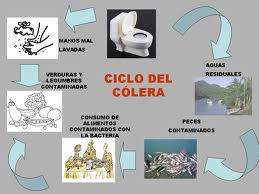 MANOS MAL
LAVADAS
AGUAS
RESIDUALES
VERDURAS Y
LEGUMBRES
CONTAMINADAS
CICLO DEL
CÓLERA
CONSUMO DE
ALIMENTOS
CONTAMINADOS CON
LA BACTERIA
PECES
CONTAMINADOS